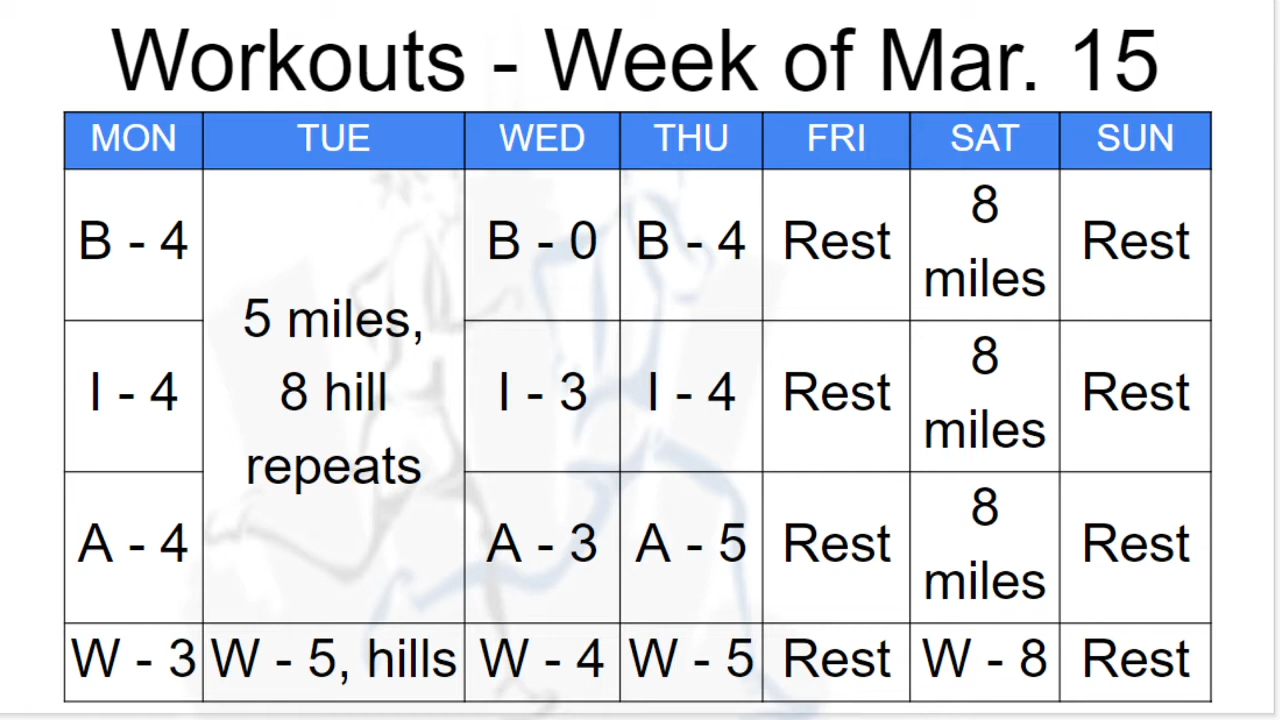 Workouts - Week of Mar. 15
MON TUE WED THU FRI SAT SUN
B - 4 5 miles, 8 hill repeats B - 0 B - 4 Rest 8 miles Rest
I - 4 I - 3 I - 4 Rest 8 miles Rest
A - 4 A - 3 A - 5 Rest 8 miles Rest
W - 3 W - 5, hills W - 4 W - 5 Rest W - 8 Rest